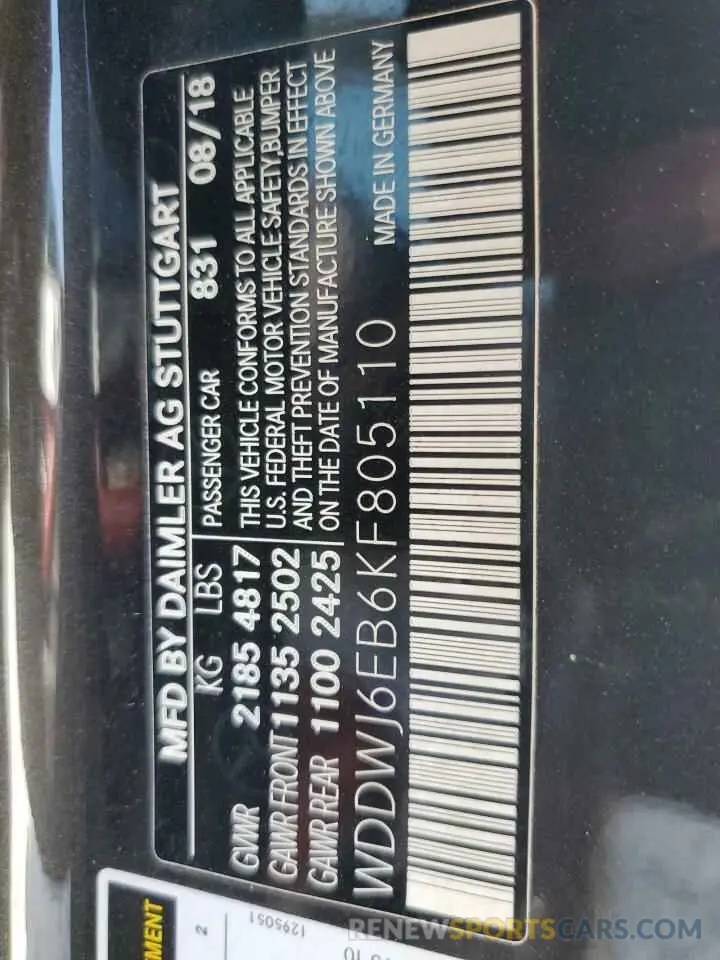 MFD BY DAIMLER AG STUTTGART
KG LBS PASSENGER CAR 831 08/18
GVWR 2185 4817 THIS VEHICLE CONFORMS TO ALL APPLICABLE
U.S. FEDERAL MOTOR VEHICLE SAFETY,BUMPER
GAWR FRONT 1135 2502 AND THEFT PREVENTION STANDARDS IN EFFECT
GAWR REAR 1100 2425 ON THE DATE OF MANUFACTURE SHOWN ABOVE
WDDWJ6EB6KF805110 MADE IN GERMANY
2
1295051
RENEWSPORTSCARS.COM